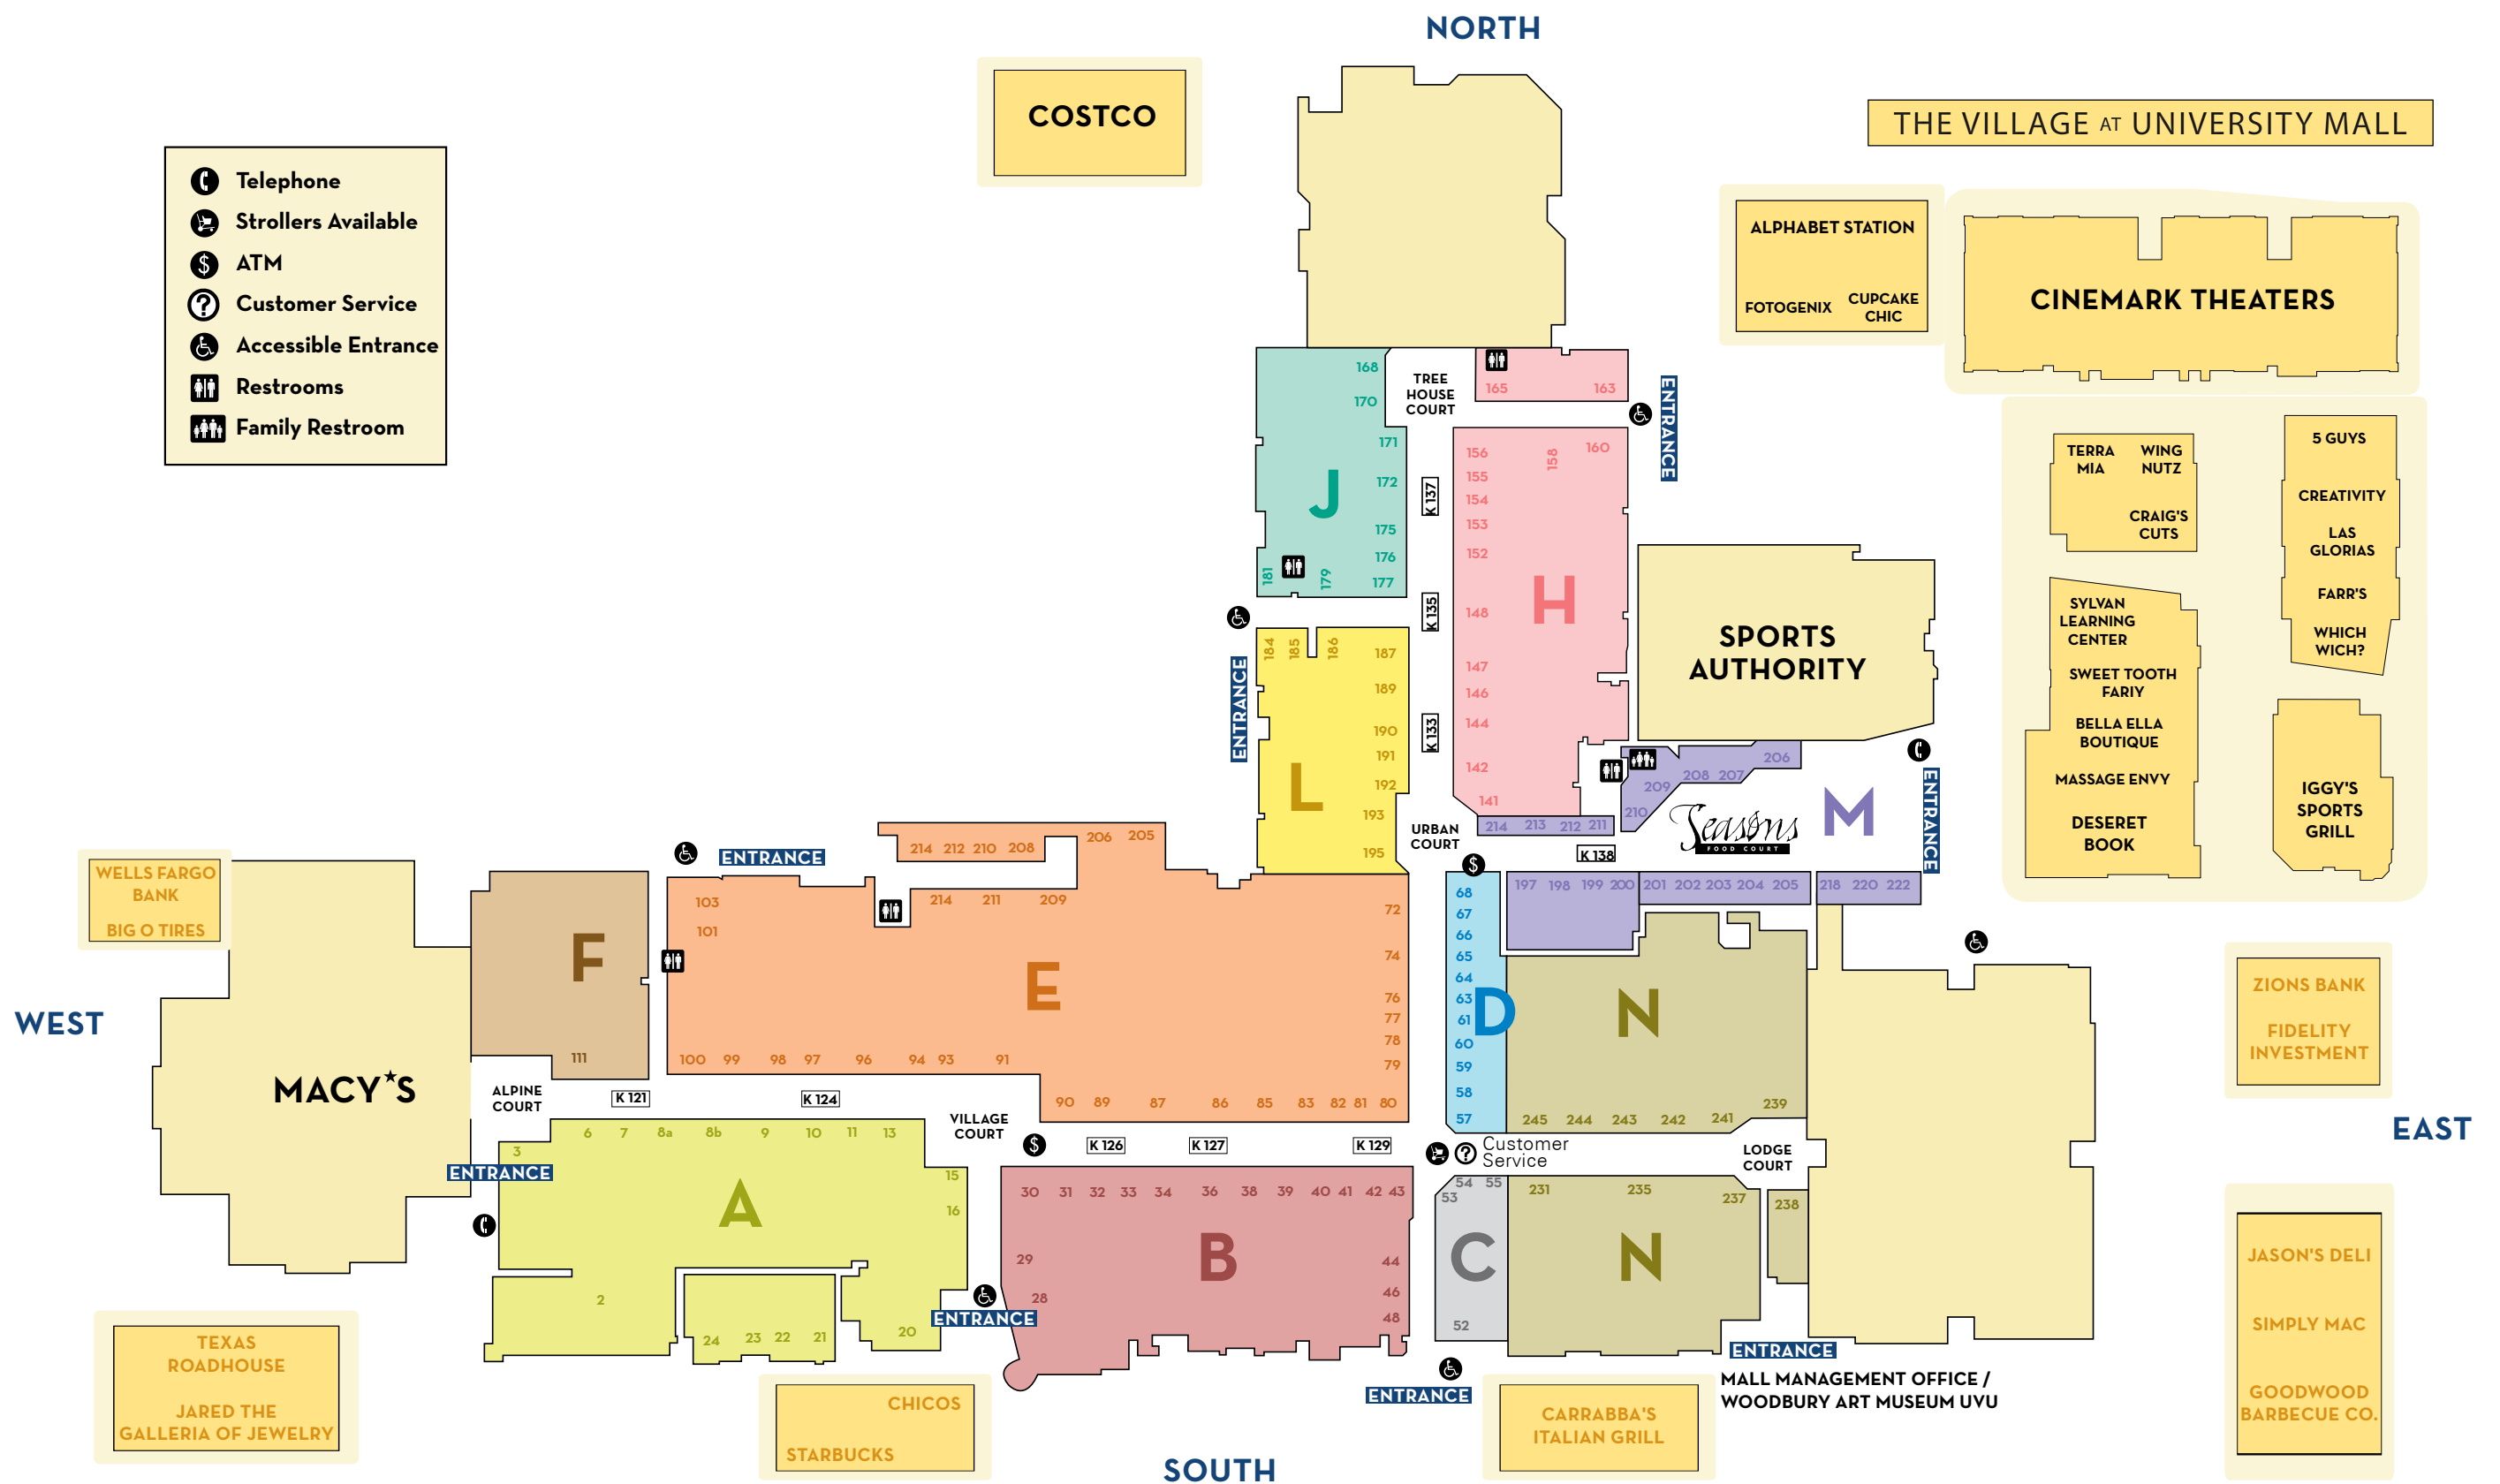 NORTH
COSTCO
THE VILLAGE AT UNIVERSITY MALL
Telephone
Strollers Available
ATM
Customer Service
Accessible Entrance
Restrooms
Family Restroom
ALPHABET STATION
FOTOGENIX
CUPCAKE
CHIC
CINEMARK THEATERS
168
170
171
172
175
176
177
179
181
J
TREE
HOUSE
COURT
165
163
ENTRANCE
156
155
154
153
152
148
147
146
144
142
141
158
160
H
K 137
K 135
K 133
SPORTS
AUTHORITY
TERRA
MIA
WING
NUTZ
CRAIG'S
CUTS
5 GUYS
CREATIVITY
LAS
GLORIAS
FARR'S
WHICH
WICH?
SYLVAN
LEARNING
CENTER
SWEET TOOTH
FARIY
BELLA ELLA
BOUTIQUE
MASSAGE ENVY
DESERET
BOOK
IGGY'S
SPORTS
GRILL
ENTRANCE
184
185
186
187
189
190
191
192
193
195
L
URBAN
COURT
206
207
208
209
210
214 213 212 211
K 138
Seasons
FOOD COURT
M
ENTRANCE
197 198 199 200 201 202 203 204 205
218 220 222
WELLS FARGO
BANK
BIG O TIRES
WEST
MACY'S
F
111
ENTRANCE
103
101
214 212 210 208
206 205
214 211 209
E
72
74
76
77
78
79
100 99 98 97 96 94 93 91
90 89 87 86 85 83 82 81 80
68
67
66
65
64
63
61
60
59
58
57
D
N
245 244 243 242 241 239
ZIONS BANK
FIDELITY
INVESTMENT
EAST
ALPINE
COURT
K 121
K 124
VILLAGE
COURT
K 126
K 127
K 129
Customer
Service
LODGE
COURT
ENTRANCE
3
6 7 8a 8b 9 10 11 13
15
16
A
2
24 23 22 21
20
ENTRANCE
30 31 32 33 34 36 38 39 40 41 42 43
29
28
B
44
46
48
53
54 55
C
52
231 235 237
238
N
ENTRANCE
ENTRANCE
MALL MANAGEMENT OFFICE /
WOODBURY ART MUSEUM UVU
TEXAS
ROADHOUSE
JARED THE
GALLERIA OF JEWELRY
CHICOS
STARBUCKS
CARRABBA'S
ITALIAN GRILL
JASON'S DELI
SIMPLY MAC
GOODWOOD
BARBECUE CO.
SOUTH